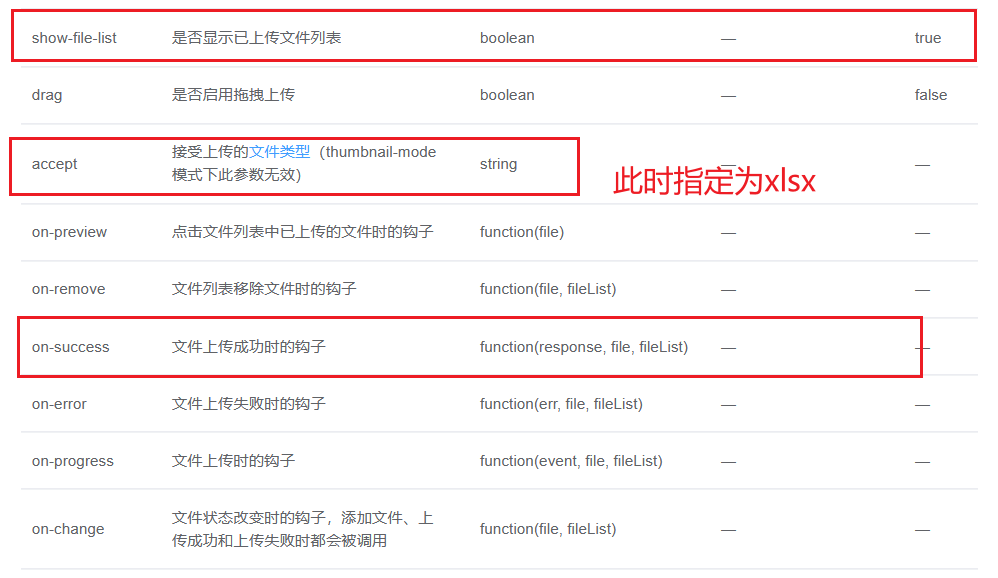 show-file-list 是否显示已上传文件列表 boolean — true
drag 是否启用拖拽上传 boolean — false
接受上传的文件类型（thumbnail-mode
accept string — —
模式下此参数无效）
此时指定为xlsx
on-preview 点击文件列表中已上传的文件时的钩子 function(file) — —
on-remove 文件列表移除文件时的钩子 function(file, fileList) — —
on-success 文件上传成功时的钩子 function(response, file, fileList) — —
on-error 文件上传失败时的钩子 function(err, file, fileList) — —
on-progress 文件上传时的钩子 function(event, file, fileList) — —
文件状态改变时的钩子，添加文件、上
on-change function(file, fileList) — —
传成功和上传失败时都会被调用